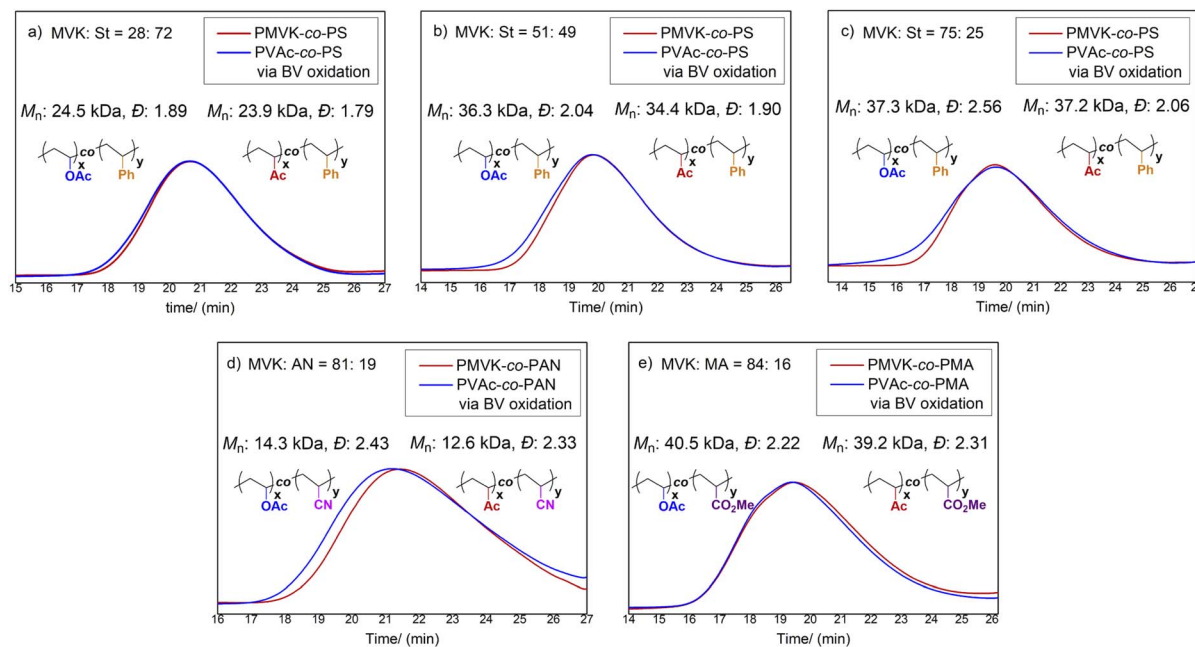 a) MVK: St = 28: 72
PMVK-co-PS
PVAc-co-PS
via BV oxidation
Mn: 24.5 kDa, Đ: 1.89 Mn: 23.9 kDa, Đ: 1.79
co x y OAc Ph
co x y Ac Ph
15 16 17 18 19 20 21 22 23 24 25 26 27
time/ (min)
b) MVK: St = 51: 49
PMVK-co-PS
PVAc-co-PS
via BV oxidation
Mn: 36.3 kDa, Đ: 2.04 Mn: 34.4 kDa, Đ: 1.90
co x y OAc Ph
co x y Ac Ph
14 15 16 17 18 19 20 21 22 23 24 25 26
Time/ (min)
c) MVK: St = 75: 25
PMVK-co-PS
PVAc-co-PS
via BV oxidation
Mn: 37.3 kDa, Đ: 2.56 Mn: 37.2 kDa, Đ: 2.06
co x y OAc Ph
co x y Ac Ph
14 15 16 17 18 19 20 21 22 23 24 25 26
Time/ (min)
d) MVK: AN = 81: 19
PMVK-co-PAN
PVAc-co-PAN
via BV oxidation
Mn: 14.3 kDa, Đ: 2.43 Mn: 12.6 kDa, Đ: 2.33
co x y OAc CN
co x y Ac CN
16 17 18 19 20 21 22 23 24 25 26 27
Time/ (min)
e) MVK: MA = 84: 16
PMVK-co-PMA
PVAc-co-PMA
via BV oxidation
Mn: 40.5 kDa, Đ: 2.22 Mn: 39.2 kDa, Đ: 2.31
co x y OAc CO2Me
co x y Ac CO2Me
14 15 16 17 18 19 20 21 22 23 24 25 26
Time/ (min)